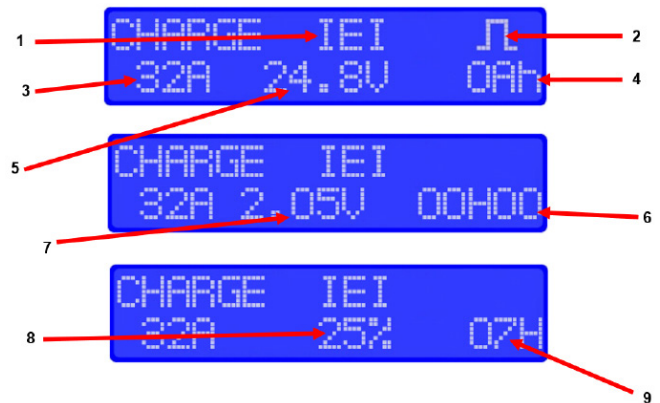 1 CHARGE IEI 2
3 32A 24.8V 0Ah 4
5
CHARGE IEI
32A 2.05V 00H00 6
7
CHARGE IEI
8 32A 25% 07H
9